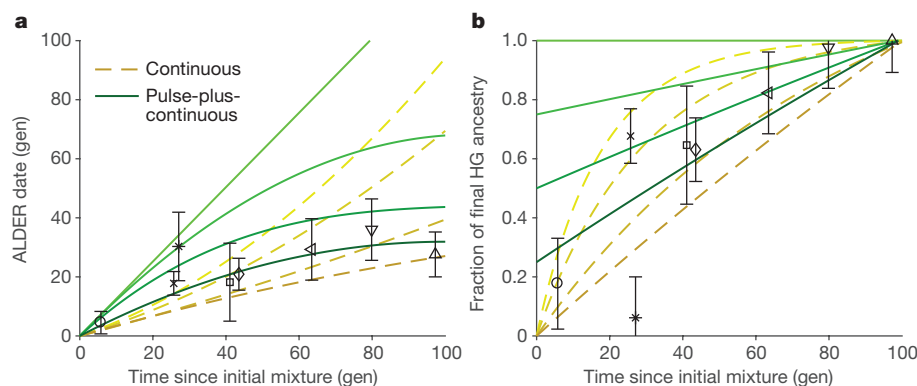 a
ALDER date (gen)
100
80
60
40
20
0
Continuous
Pulse-plus-
continuous
0 20 40 60 80 100
Time since initial mixture (gen)
b
Fraction of final HG ancestry
1.0
0.8
0.6
0.4
0.2
0
0 20 40 60 80 100
Time since initial mixture (gen)